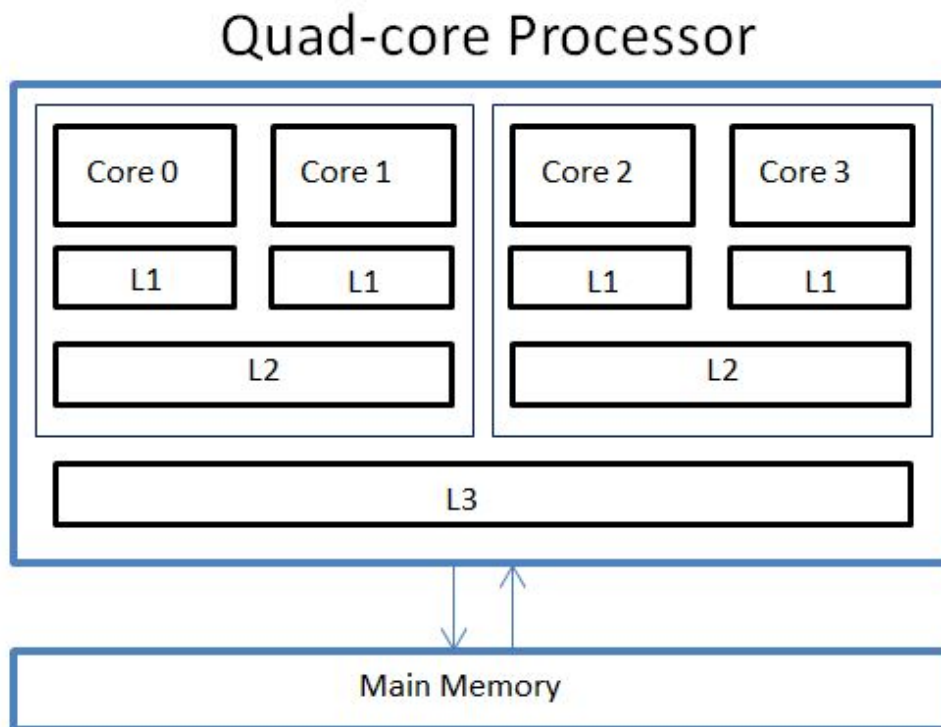 Quad-core Processor
Core 0 Core 1 Core 2 Core 3
L1 L1 L1 L1
L2 L2
L3
Main Memory